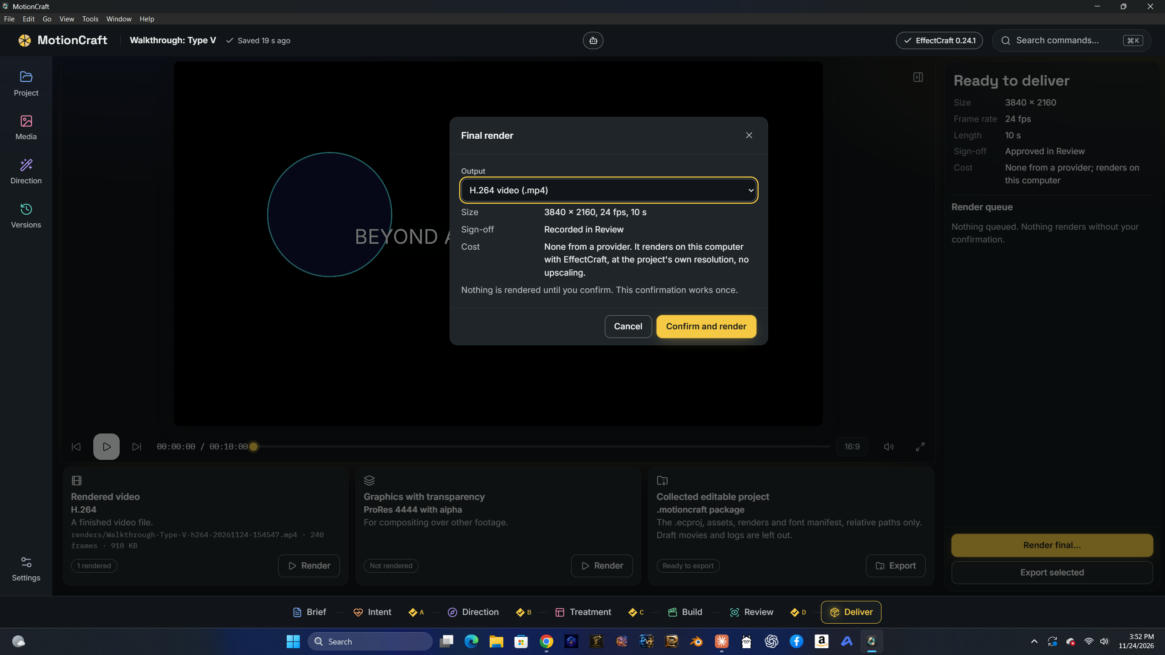 MotionCraft
File Edit Go View Tools Window Help
MotionCraft
Walkthrough: Type V
Saved 19 s ago
EffectCraft 0.24.1
Search commands...
⌘K
Project
Media
Direction
Versions
Settings
BEYOND A
Final render
Output
H.264 video (.mp4)
Size 3840 × 2160, 24 fps, 10 s
Sign-off Recorded in Review
Cost None from a provider. It renders on this computer
with EffectCraft, at the project's own resolution, no
upscaling.
Nothing is rendered until you confirm. This confirmation works once.
Cancel
Confirm and render
00:00:00 / 00:10:00
16:9
Rendered video
H.264
A finished video file.
renders/Walkthrough-Type-V-h264-20261124-154547.mp4 · 240
frames · 910 KB
1 rendered
Render
Graphics with transparency
ProRes 4444 with alpha
For compositing over other footage.
Not rendered
Render
Collected editable project
.motioncraft package
The .ecproj, assets, renders and font manifest, relative paths only.
Draft movies and logs are left out.
Ready to export
Export
Ready to deliver
Size 3840 × 2160
Frame rate 24 fps
Length 10 s
Sign-off Approved in Review
Cost None from a provider; renders on
this computer
Render queue
Nothing queued. Nothing renders without your
confirmation.
Render final...
Export selected
Brief
Intent
A
Direction
B
Treatment
C
Build
Review
D
Deliver
Search
3:52 PM
11/24/2026